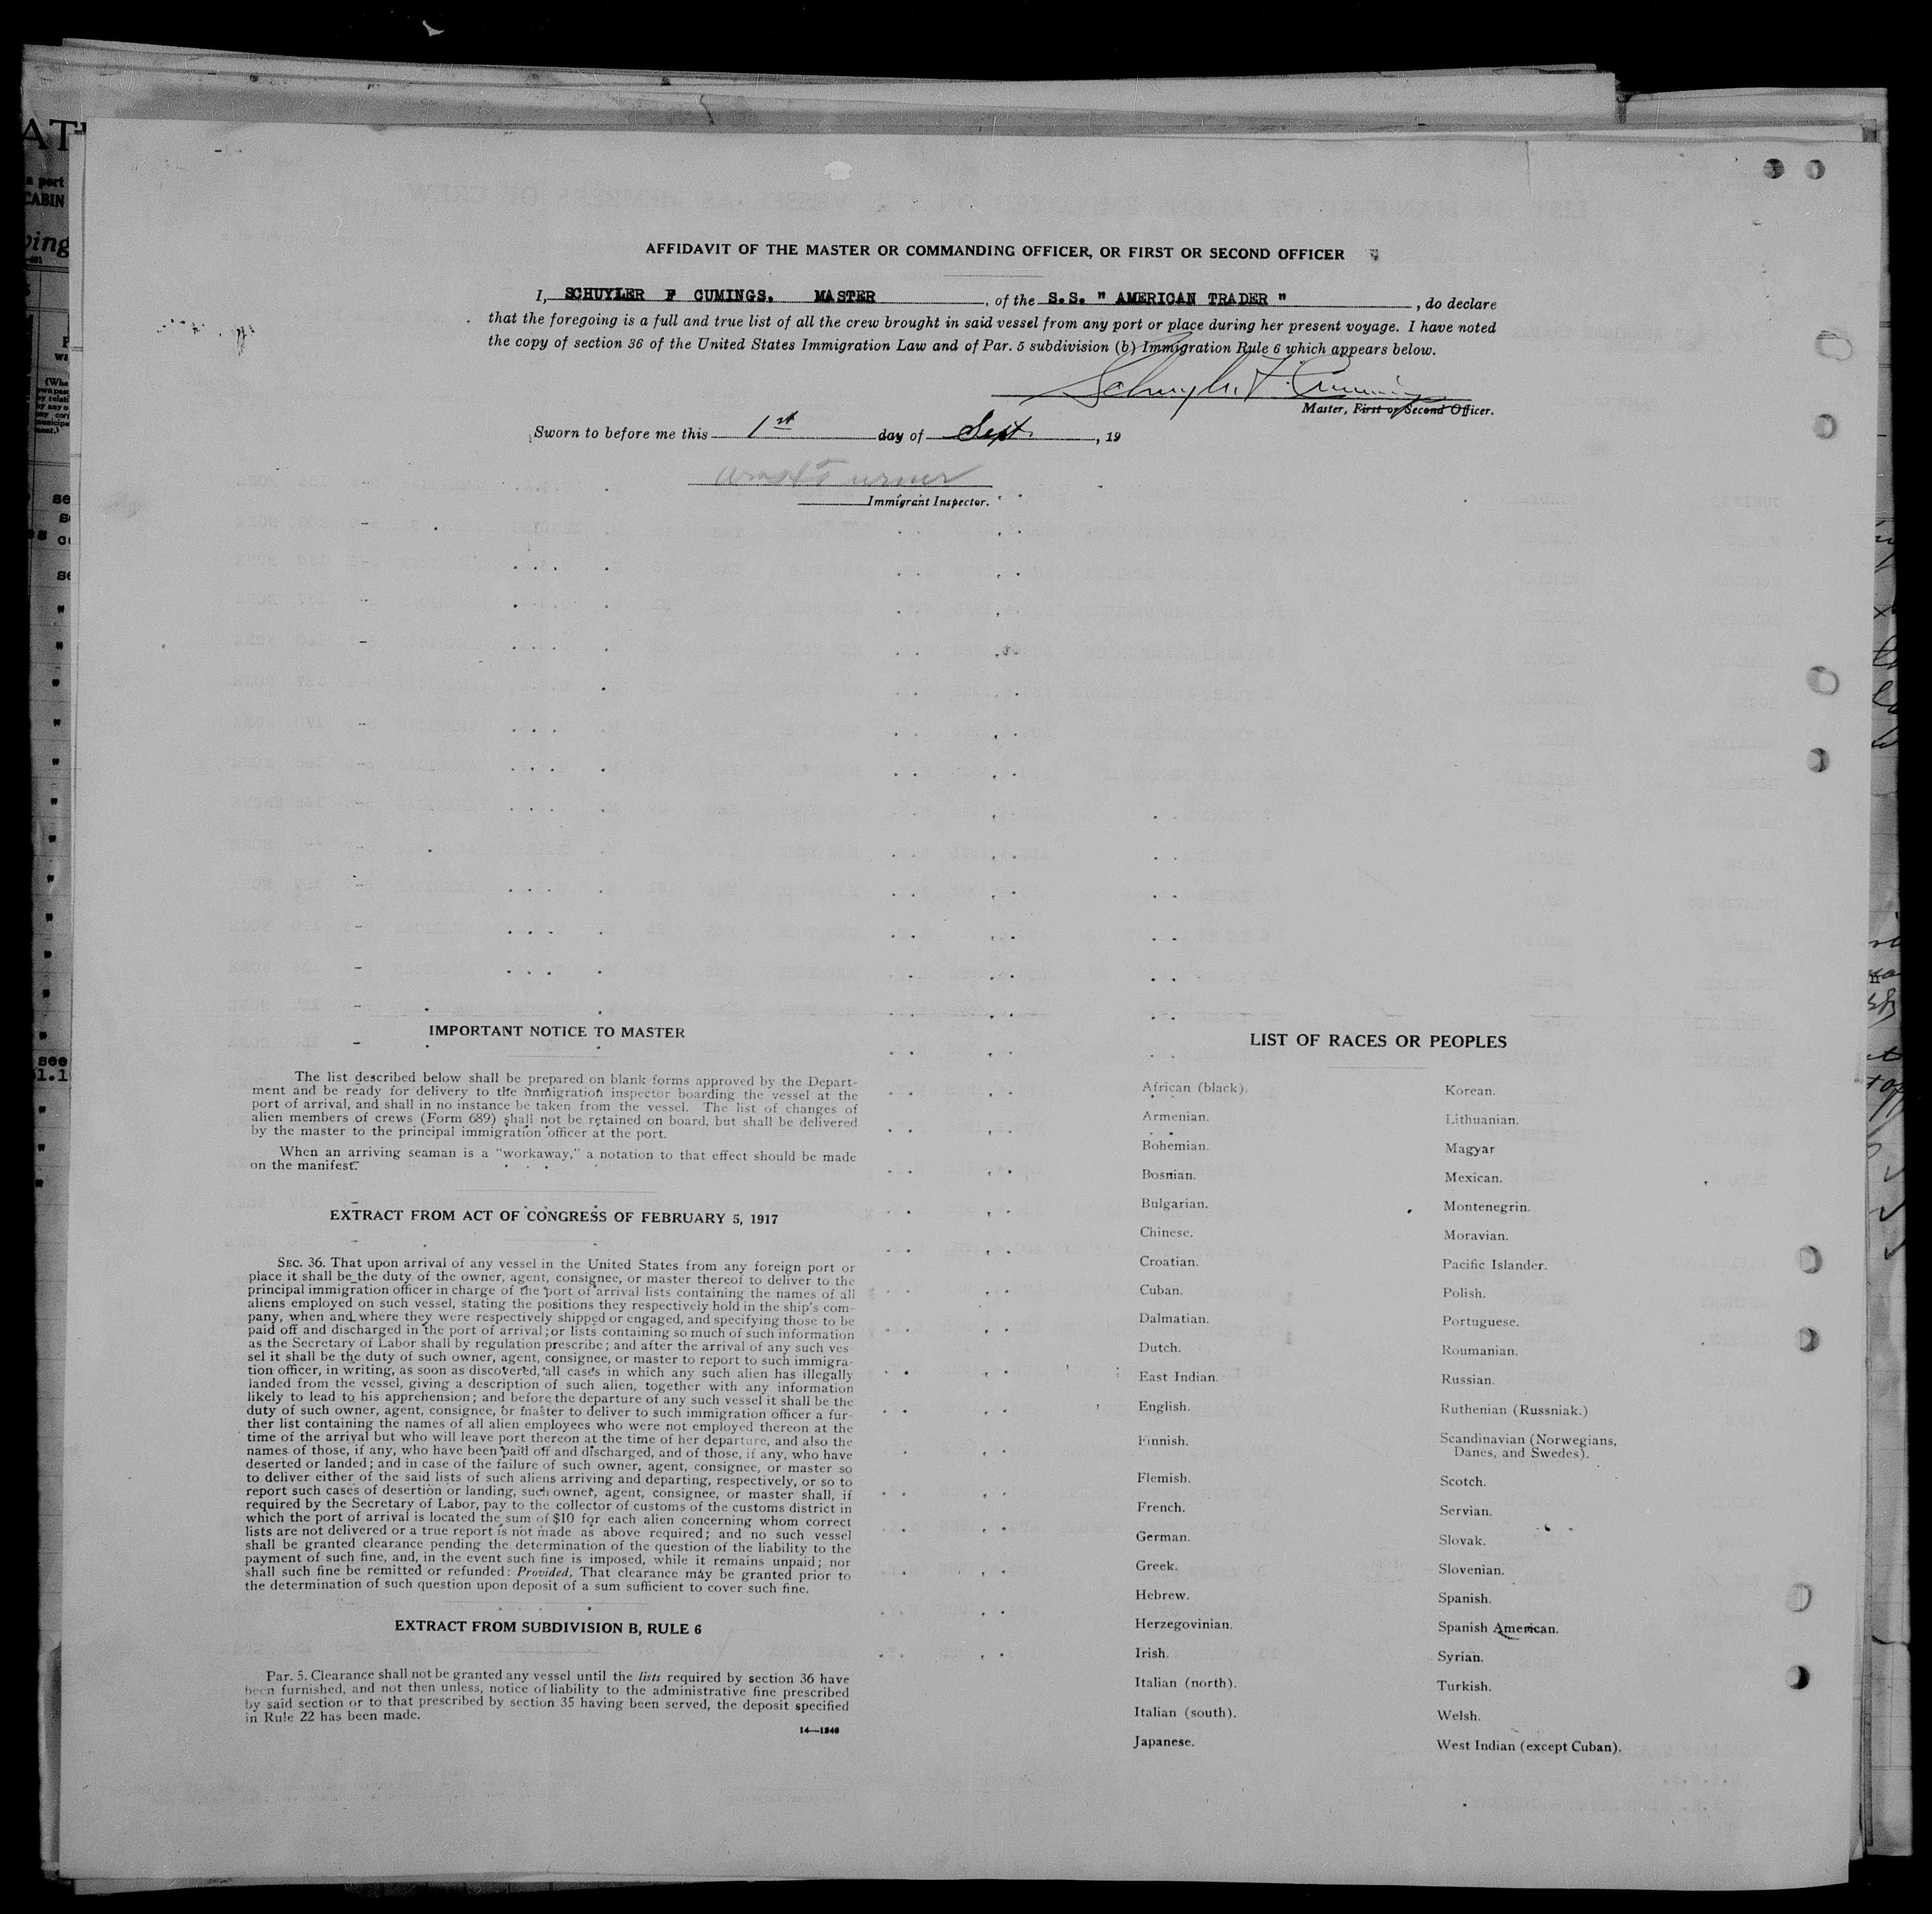 AFFIDAVIT OF THE MASTER OR COMMANDING OFFICER, OR FIRST OR SECOND OFFICER
I, SCHUYLER F CUMINGS. MASTER, of the S.S. " AMERICAN TRADER ", do declare
that the foregoing is a full and true list of all the crew brought in said vessel from any port or place during her present voyage. I have noted
the copy of section 36 of the United States Immigration Law and of Par. 5 subdivision (b) Immigration Rule 6 which appears below.
Schuyler F. Cumings
Master, First or Second Officer.
Sworn to before me this 1st day of Sept., 19
Immigrant Inspector.
IMPORTANT NOTICE TO MASTER
The list described below shall be prepared on blank forms approved by the Depart-
ment and be ready for delivery to the immigration inspector boarding the vessel at the
port of arrival, and shall in no instance be taken from the vessel. The list of changes of
alien members of crews (Form 689) shall not be retained on board, but shall be delivered
by the master to the principal immigration officer at the port.
When an arriving seaman is a "workaway," a notation to that effect should be made
on the manifest.
EXTRACT FROM ACT OF CONGRESS OF FEBRUARY 5, 1917
SEC. 36. That upon arrival of any vessel in the United States from any foreign port or
place it shall be the duty of the owner, agent, consignee, or master thereof to deliver to the
principal immigration officer in charge of the port of arrival lists containing the names of all
aliens employed on such vessel, stating the positions they respectively hold in the ship's com-
pany, when and where they were respectively shipped or engaged, and specifying those to be
paid off and discharged in the port of arrival; or lists containing so much of such information
as the Secretary of Labor shall by regulation prescribe; and after the arrival of any such ves-
sel it shall be the duty of such owner, agent, consignee, or master to report to such immigra-
tion officer, in writing, as soon as discovered, all cases in which any such alien has illegally
landed from the vessel, giving a description of such alien, together with any information
likely to lead to his apprehension; and before the departure of any such vessel it shall be the
duty of such owner, agent, consignee, or master to deliver to such immigration officer a fur-
ther list containing the names of all alien employees who were not employed thereon at the
time of the arrival but who will leave port thereon at the time of her departure, and also the
names of those, if any, who have been paid off and discharged, and of those, if any, who have
deserted or landed; and in case of the failure of such owner, agent, consignee, or master so
to deliver either of the said lists of such aliens arriving and departing, respectively, or so to
report such cases of desertion or landing, such owner, agent, consignee, or master shall, if
required by the Secretary of Labor, pay to the collector of customs of the customs district in
which the port of arrival is located the sum of $10 for each alien concerning whom correct
lists are not delivered or a true report is not made as above required; and no such vessel
shall be granted clearance pending the determination of the question of the liability to the
payment of such fine, and, in the event such fine is imposed, while it remains unpaid; nor
shall such fine be remitted or refunded: Provided, That clearance may be granted prior to
the determination of such question upon deposit of a sum sufficient to cover such fine.
EXTRACT FROM SUBDIVISION B, RULE 6
Par. 5. Clearance shall not be granted any vessel until the lists required by section 36 have
been furnished, and not then unless, notice of liability to the administrative fine prescribed
by said section or to that prescribed by section 35 having been served, the deposit specified
in Rule 22 has been made.
14—1840
LIST OF RACES OR PEOPLES
African (black).
Armenian.
Bohemian.
Bosnian.
Bulgarian.
Chinese.
Croatian.
Cuban.
Dalmatian.
Dutch.
East Indian.
English.
Finnish.
Flemish.
French.
German.
Greek.
Hebrew.
Herzegovinian.
Irish.
Italian (north).
Italian (south).
Japanese.
Korean.
Lithuanian.
Magyar
Mexican.
Montenegrin.
Moravian.
Pacific Islander.
Polish.
Portuguese.
Roumanian.
Russian.
Ruthenian (Russniak.)
Scandinavian (Norwegians,
Danes, and Swedes).
Scotch.
Servian.
Slovak.
Slovenian.
Spanish.
Spanish American.
Syrian.
Turkish.
Welsh.
West Indian (except Cuban).